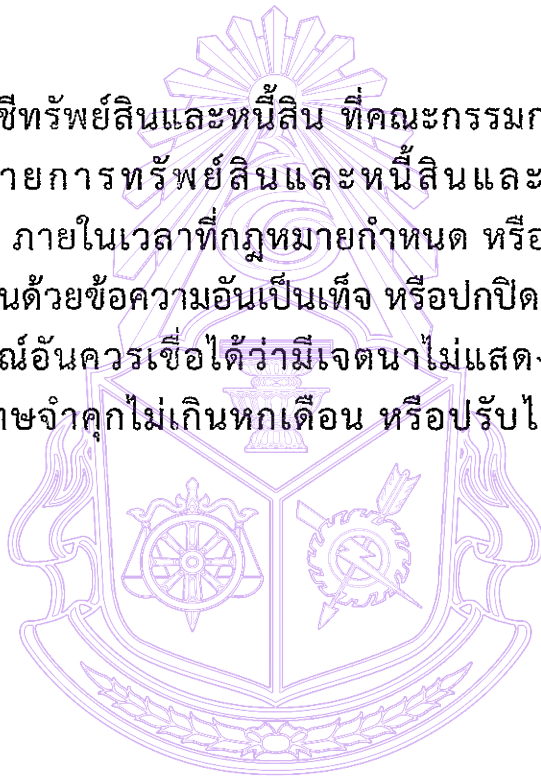 ชีทรัพย์สินและหนี้สิน ที่คณะกรรมก
ายการทรัพย์สินและหนี้สินและ
ภายในเวลาที่กฎหมายกำหนด หรือ
นด้วยข้อความอันเป็นเท็จ หรือปกปิด
ณ์อันควรเชื่อได้ว่ามีเจตนาไม่แสดง
าษจำคุกไม่เกินหกเดือน หรือปรับไ